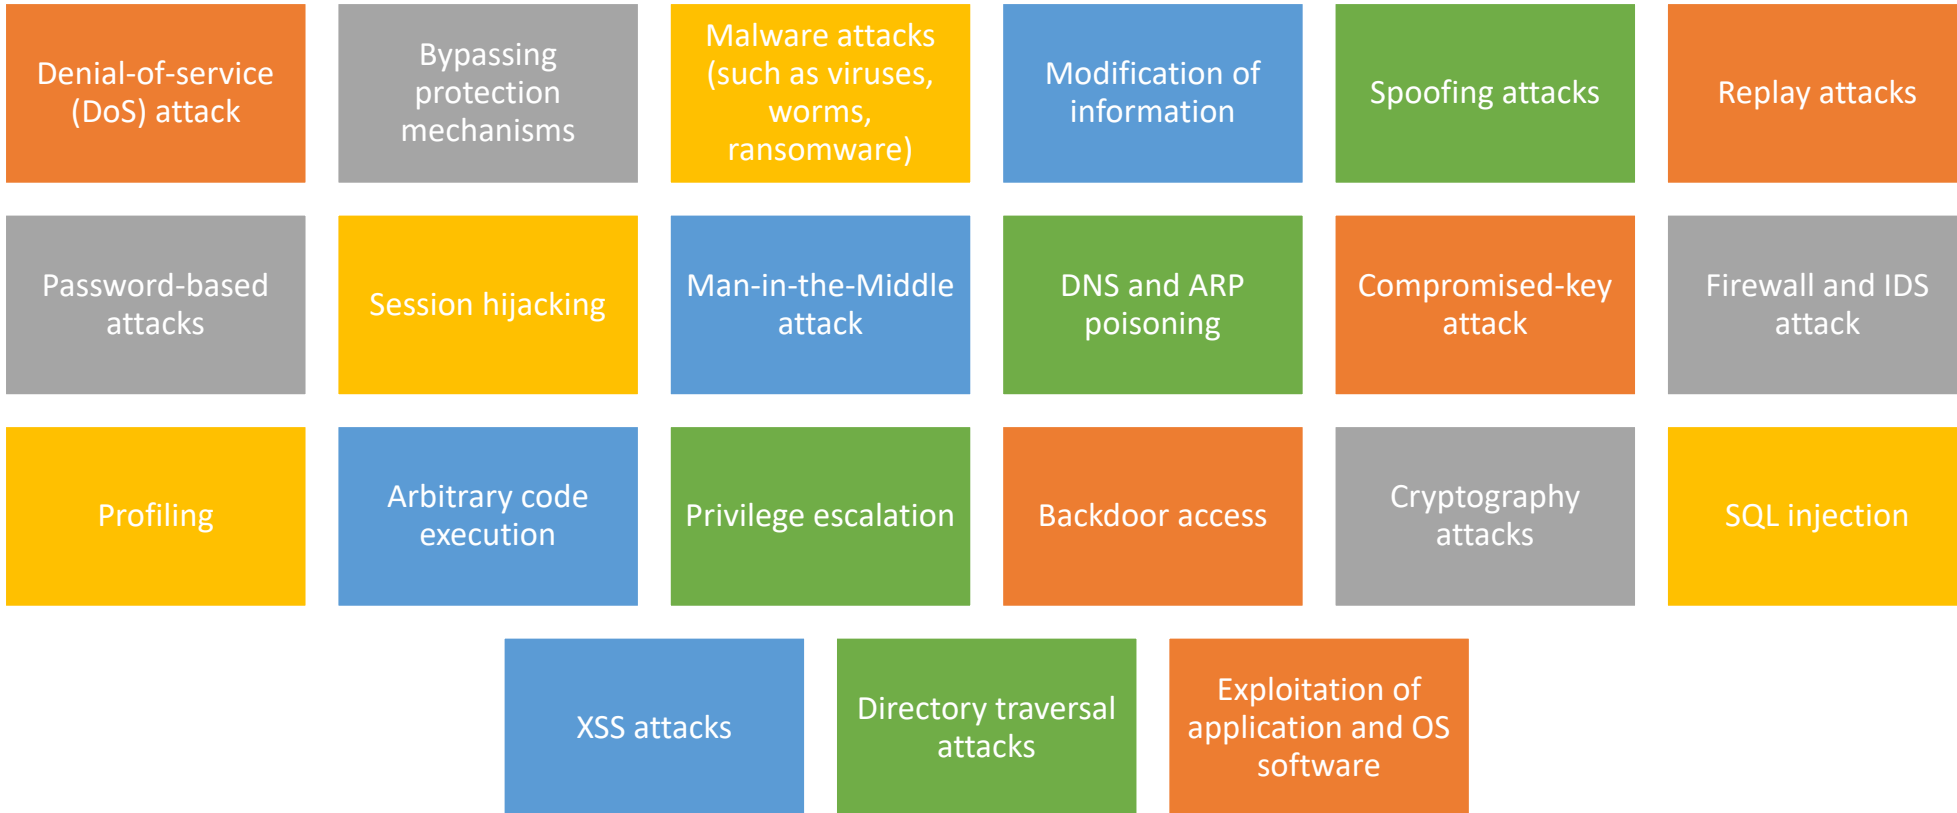 Denial-of-service
(DoS) attack
Bypassing
protection
mechanisms
Malware attacks
(such as viruses,
worms,
ransomware)
Modification of
information
Spoofing attacks
Replay attacks
Password-based
attacks
Session hijacking
Man-in-the-Middle
attack
DNS and ARP
poisoning
Compromised-key
attack
Firewall and IDS
attack
Profiling
Arbitrary code
execution
Privilege escalation
Backdoor access
Cryptography
attacks
SQL injection
XSS attacks
Directory traversal
attacks
Exploitation of
application and OS
software